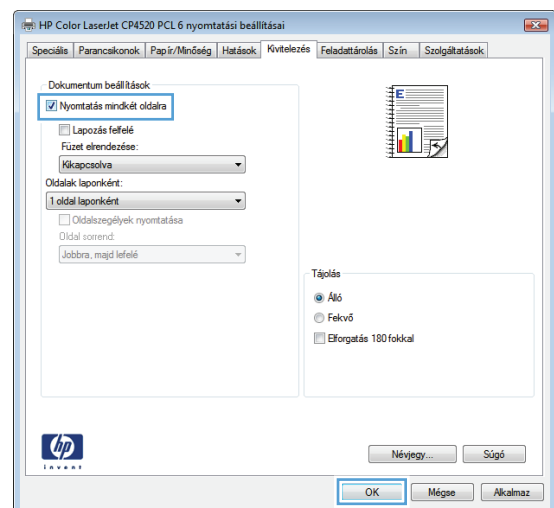 HP Color LaserJet CP4520 PCL 6 nyomtatási beállításai
Speciális Parancsikonok Papír/Minőség Hatások Kivitelezés Feladattárolás Szín Szolgáltatások
Dokumentum beállítások
Nyomtatás mindkét oldalra
Lapozás felfelé
Füzet elrendezése:
Kikapcsolva
Oldalak laponként:
1 oldal laponként
Oldalszegélyek nyomtatása
Oldal sorrend:
Jobbra, majd lefelé
E
Tájolás
Álló
Fekvő
Elforgatás 180 fokkal
hp
invent
Névjegy... Súgó
OK Mégse Alkalmaz